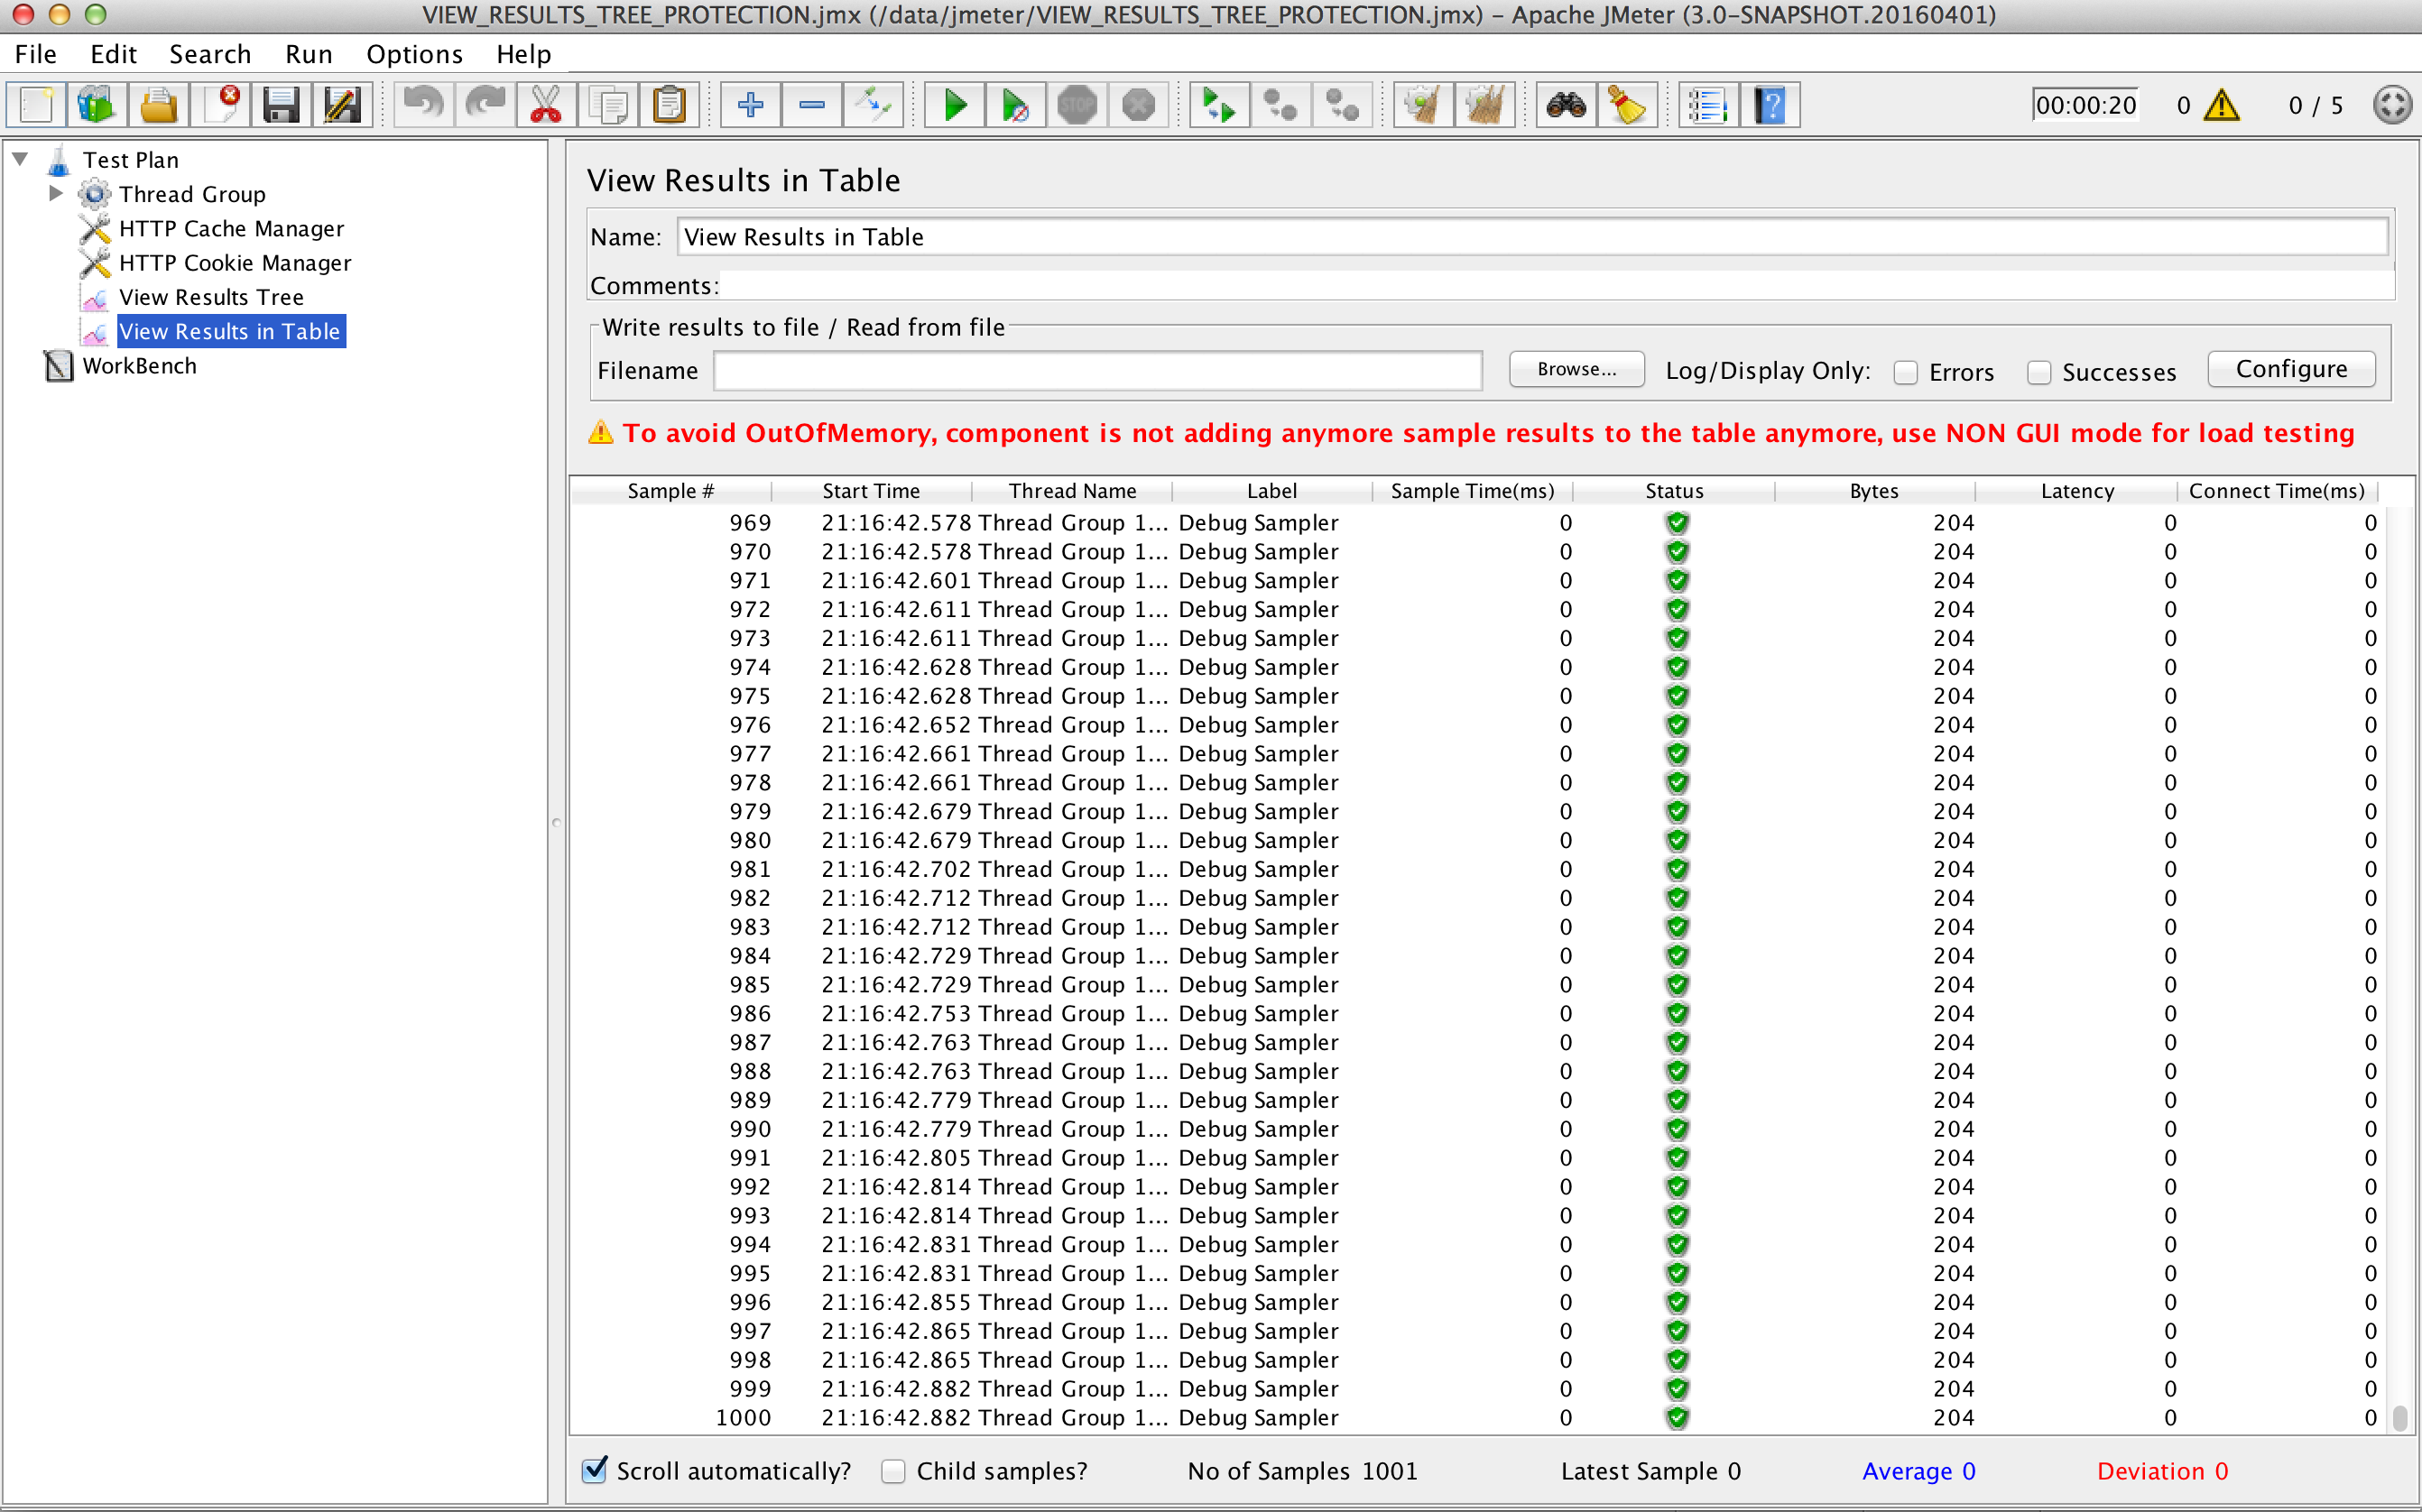 VIEW_RESULTS_TREE_PROTECTION.jmx (/data/jmeter/VIEW_RESULTS_TREE_PROTECTION.jmx) – Apache JMeter (3.0-SNAPSHOT.20160401)
File Edit Search Run Options Help
STOP 00:00:20 0 0 / 5
Test Plan
Thread Group
HTTP Cache Manager
HTTP Cookie Manager
View Results Tree
View Results in Table
WorkBench
View Results in Table
Name: View Results in Table
Comments:
Write results to file / Read from file
Filename Browse... Log/Display Only: Errors Successes Configure
To avoid OutOfMemory, component is not adding anymore sample results to the table anymore, use NON GUI mode for load testing
Sample # Start Time Thread Name Label Sample Time(ms) Status Bytes Latency Connect Time(ms)
969 21:16:42.578 Thread Group 1... Debug Sampler 0 204 0 0
970 21:16:42.578 Thread Group 1... Debug Sampler 0 204 0 0
971 21:16:42.601 Thread Group 1... Debug Sampler 0 204 0 0
972 21:16:42.611 Thread Group 1... Debug Sampler 0 204 0 0
973 21:16:42.611 Thread Group 1... Debug Sampler 0 204 0 0
974 21:16:42.628 Thread Group 1... Debug Sampler 0 204 0 0
975 21:16:42.628 Thread Group 1... Debug Sampler 0 204 0 0
976 21:16:42.652 Thread Group 1... Debug Sampler 0 204 0 0
977 21:16:42.661 Thread Group 1... Debug Sampler 0 204 0 0
978 21:16:42.661 Thread Group 1... Debug Sampler 0 204 0 0
979 21:16:42.679 Thread Group 1... Debug Sampler 0 204 0 0
980 21:16:42.679 Thread Group 1... Debug Sampler 0 204 0 0
981 21:16:42.702 Thread Group 1... Debug Sampler 0 204 0 0
982 21:16:42.712 Thread Group 1... Debug Sampler 0 204 0 0
983 21:16:42.712 Thread Group 1... Debug Sampler 0 204 0 0
984 21:16:42.729 Thread Group 1... Debug Sampler 0 204 0 0
985 21:16:42.729 Thread Group 1... Debug Sampler 0 204 0 0
986 21:16:42.753 Thread Group 1... Debug Sampler 0 204 0 0
987 21:16:42.763 Thread Group 1... Debug Sampler 0 204 0 0
988 21:16:42.763 Thread Group 1... Debug Sampler 0 204 0 0
989 21:16:42.779 Thread Group 1... Debug Sampler 0 204 0 0
990 21:16:42.779 Thread Group 1... Debug Sampler 0 204 0 0
991 21:16:42.805 Thread Group 1... Debug Sampler 0 204 0 0
992 21:16:42.814 Thread Group 1... Debug Sampler 0 204 0 0
993 21:16:42.814 Thread Group 1... Debug Sampler 0 204 0 0
994 21:16:42.831 Thread Group 1... Debug Sampler 0 204 0 0
995 21:16:42.831 Thread Group 1... Debug Sampler 0 204 0 0
996 21:16:42.855 Thread Group 1... Debug Sampler 0 204 0 0
997 21:16:42.865 Thread Group 1... Debug Sampler 0 204 0 0
998 21:16:42.865 Thread Group 1... Debug Sampler 0 204 0 0
999 21:16:42.882 Thread Group 1... Debug Sampler 0 204 0 0
1000 21:16:42.882 Thread Group 1... Debug Sampler 0 204 0 0
Scroll automatically? Child samples? No of Samples 1001 Latest Sample 0 Average 0 Deviation 0